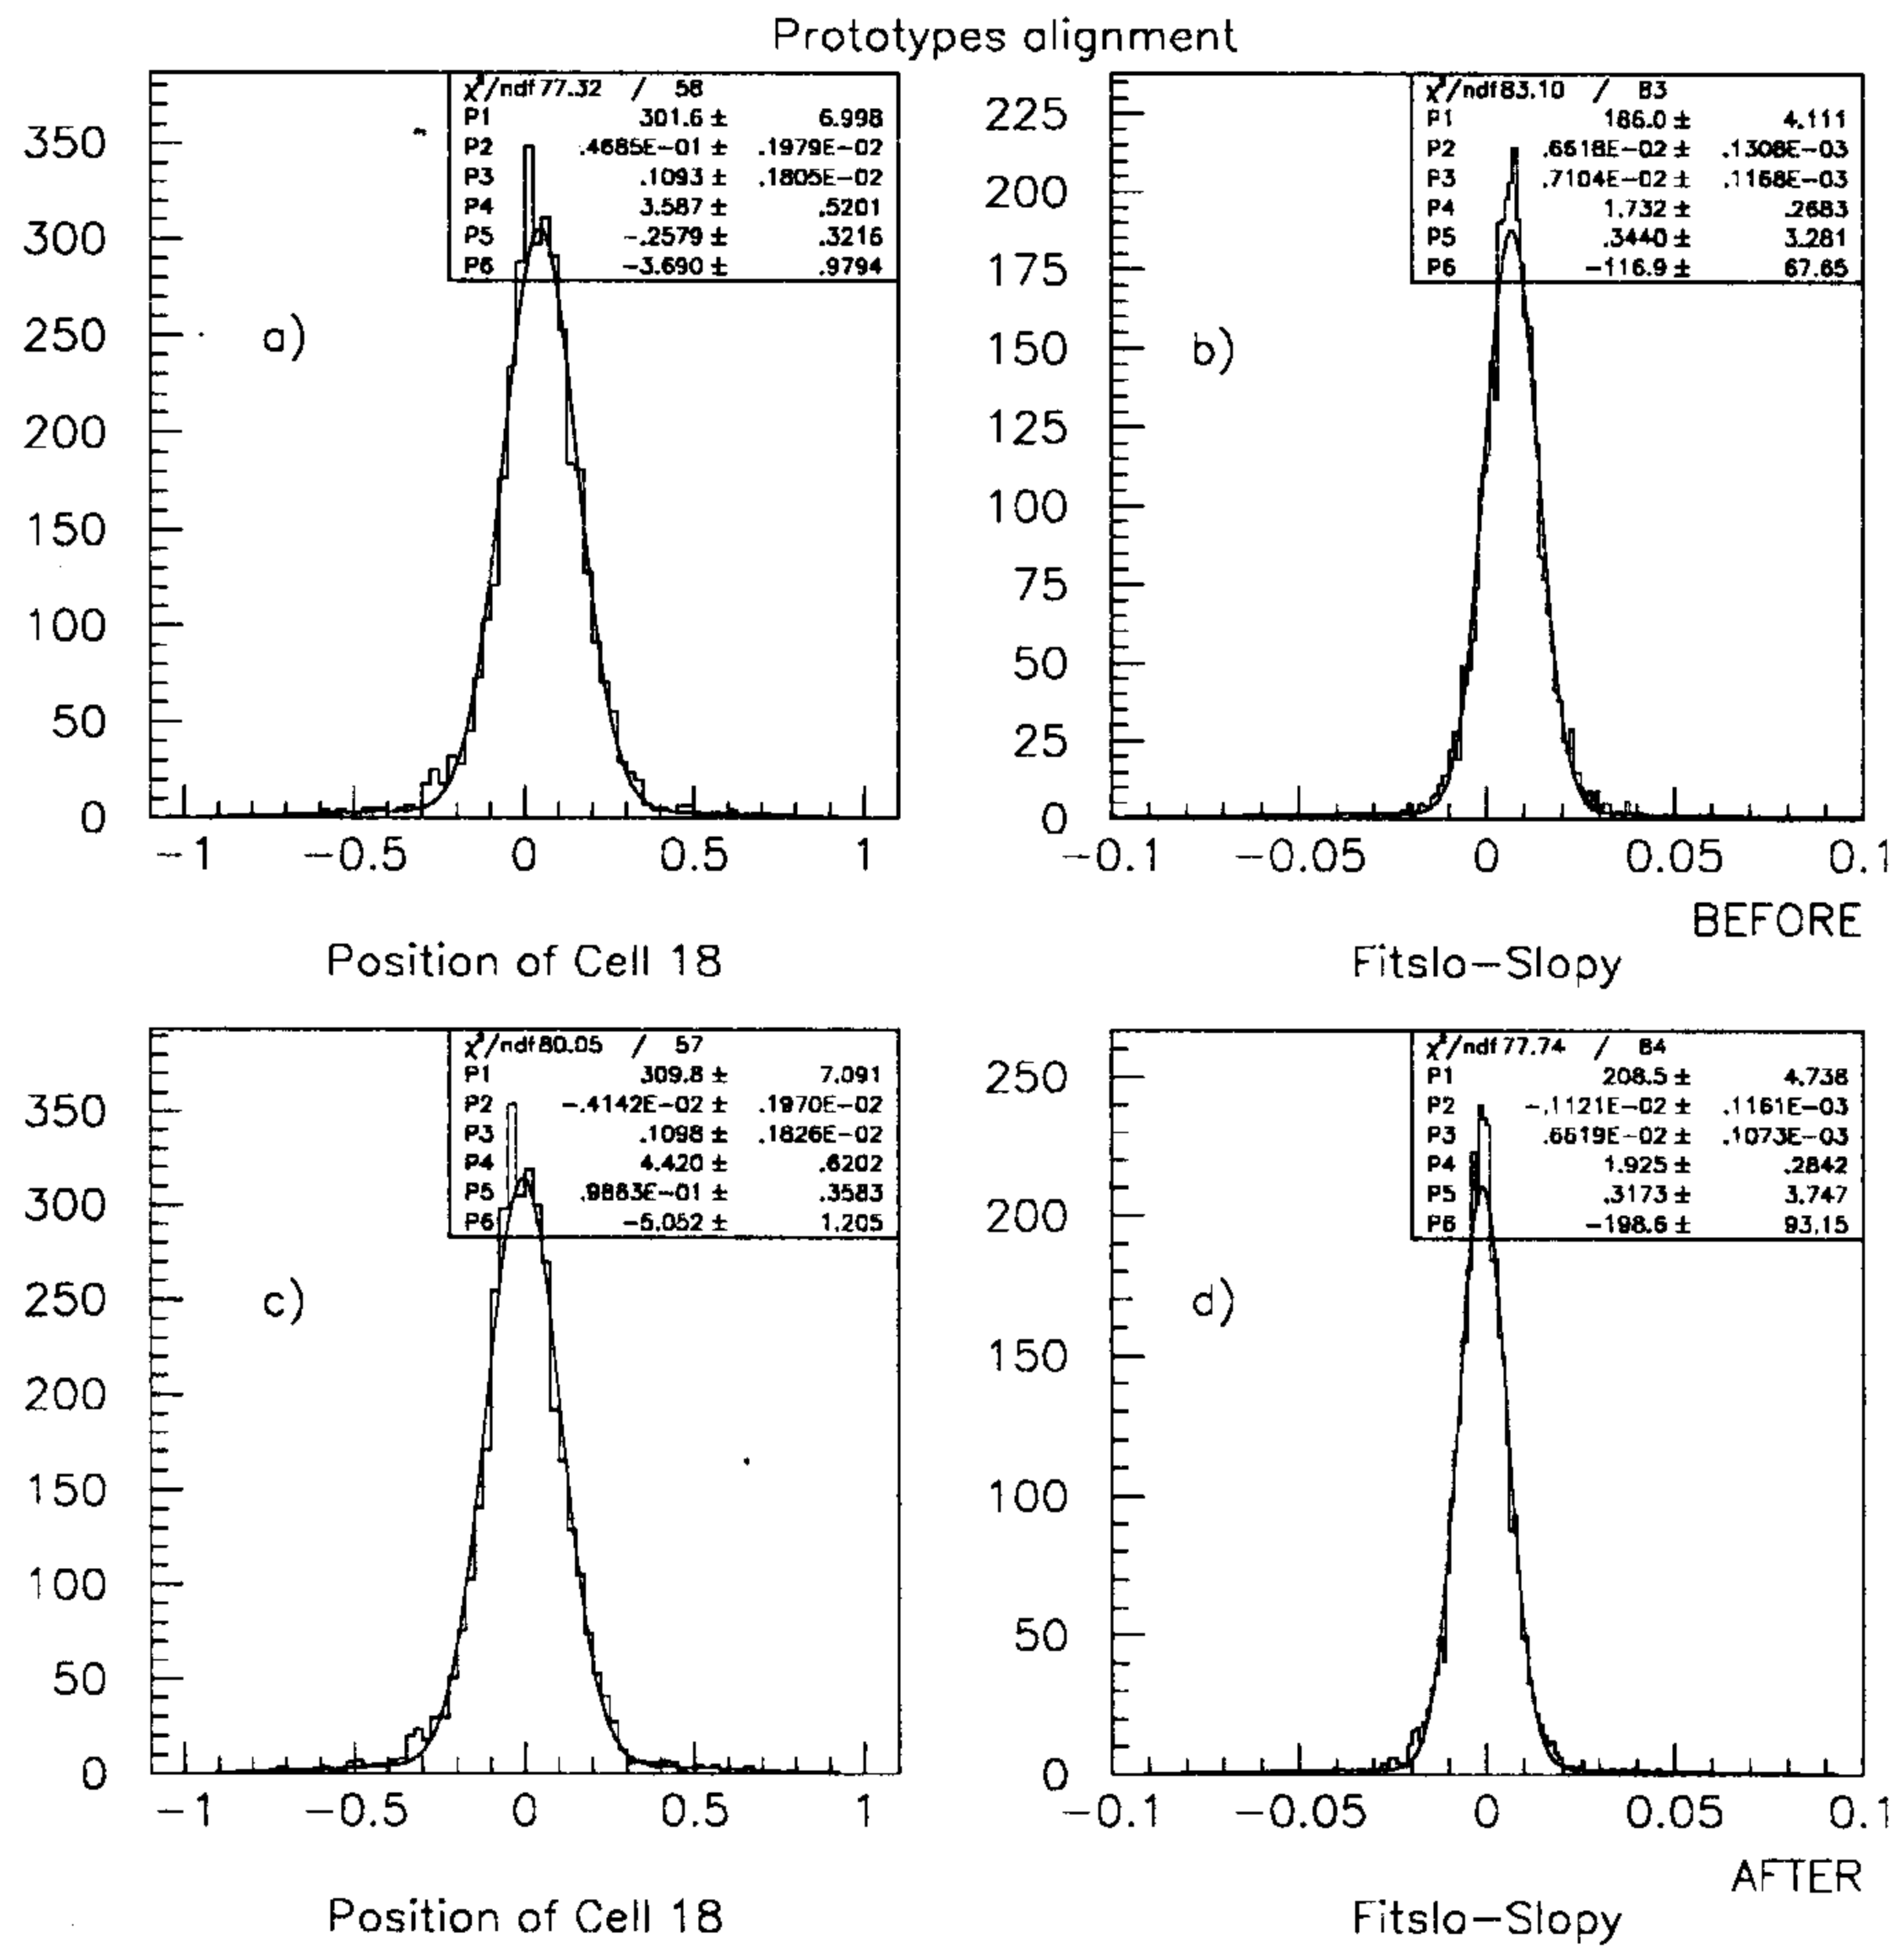 Prototypes alignment
χ²/ndf 77.32 / 58
P1 301.6 ± 6.998
P2 .4685E-01 ± .1979E-02
P3 .1093 ± .1805E-02
P4 3.587 ± .5201
P5 -.2579 ± .3216
P6 -3.690 ± .9794
a)
350
300
250
200
150
100
50
0
-1 -0.5 0 0.5 1
Position of Cell 18
χ²/ndf 83.10 / 83
P1 186.0 ± 4.111
P2 .6618E-02 ± .1308E-03
P3 .7104E-02 ± .1168E-03
P4 1.732 ± .2683
P5 .3440 ± 3.281
P6 -116.9 ± 67.65
b)
225
200
175
150
125
100
75
50
25
0
-0.1 -0.05 0 0.05 0.1
BEFORE
Fitslo-Slopy
χ²/ndf 80.05 / 57
P1 309.8 ± 7.091
P2 -.4142E-02 ± .1970E-02
P3 .1098 ± .1826E-02
P4 4.420 ± .6202
P5 .9863E-01 ± .3583
P6 -5.052 ± 1.205
c)
350
300
250
200
150
100
50
0
-1 -0.5 0 0.5 1
Position of Cell 18
χ²/ndf 77.74 / 84
P1 208.5 ± 4.738
P2 -.1121E-02 ± .1161E-03
P3 .6619E-02 ± .1073E-03
P4 1.925 ± .2842
P5 .3173 ± 3.747
P6 -198.6 ± 93.15
d)
250
200
150
100
50
0
-0.1 -0.05 0 0.05 0.1
AFTER
Fitslo-Slopy